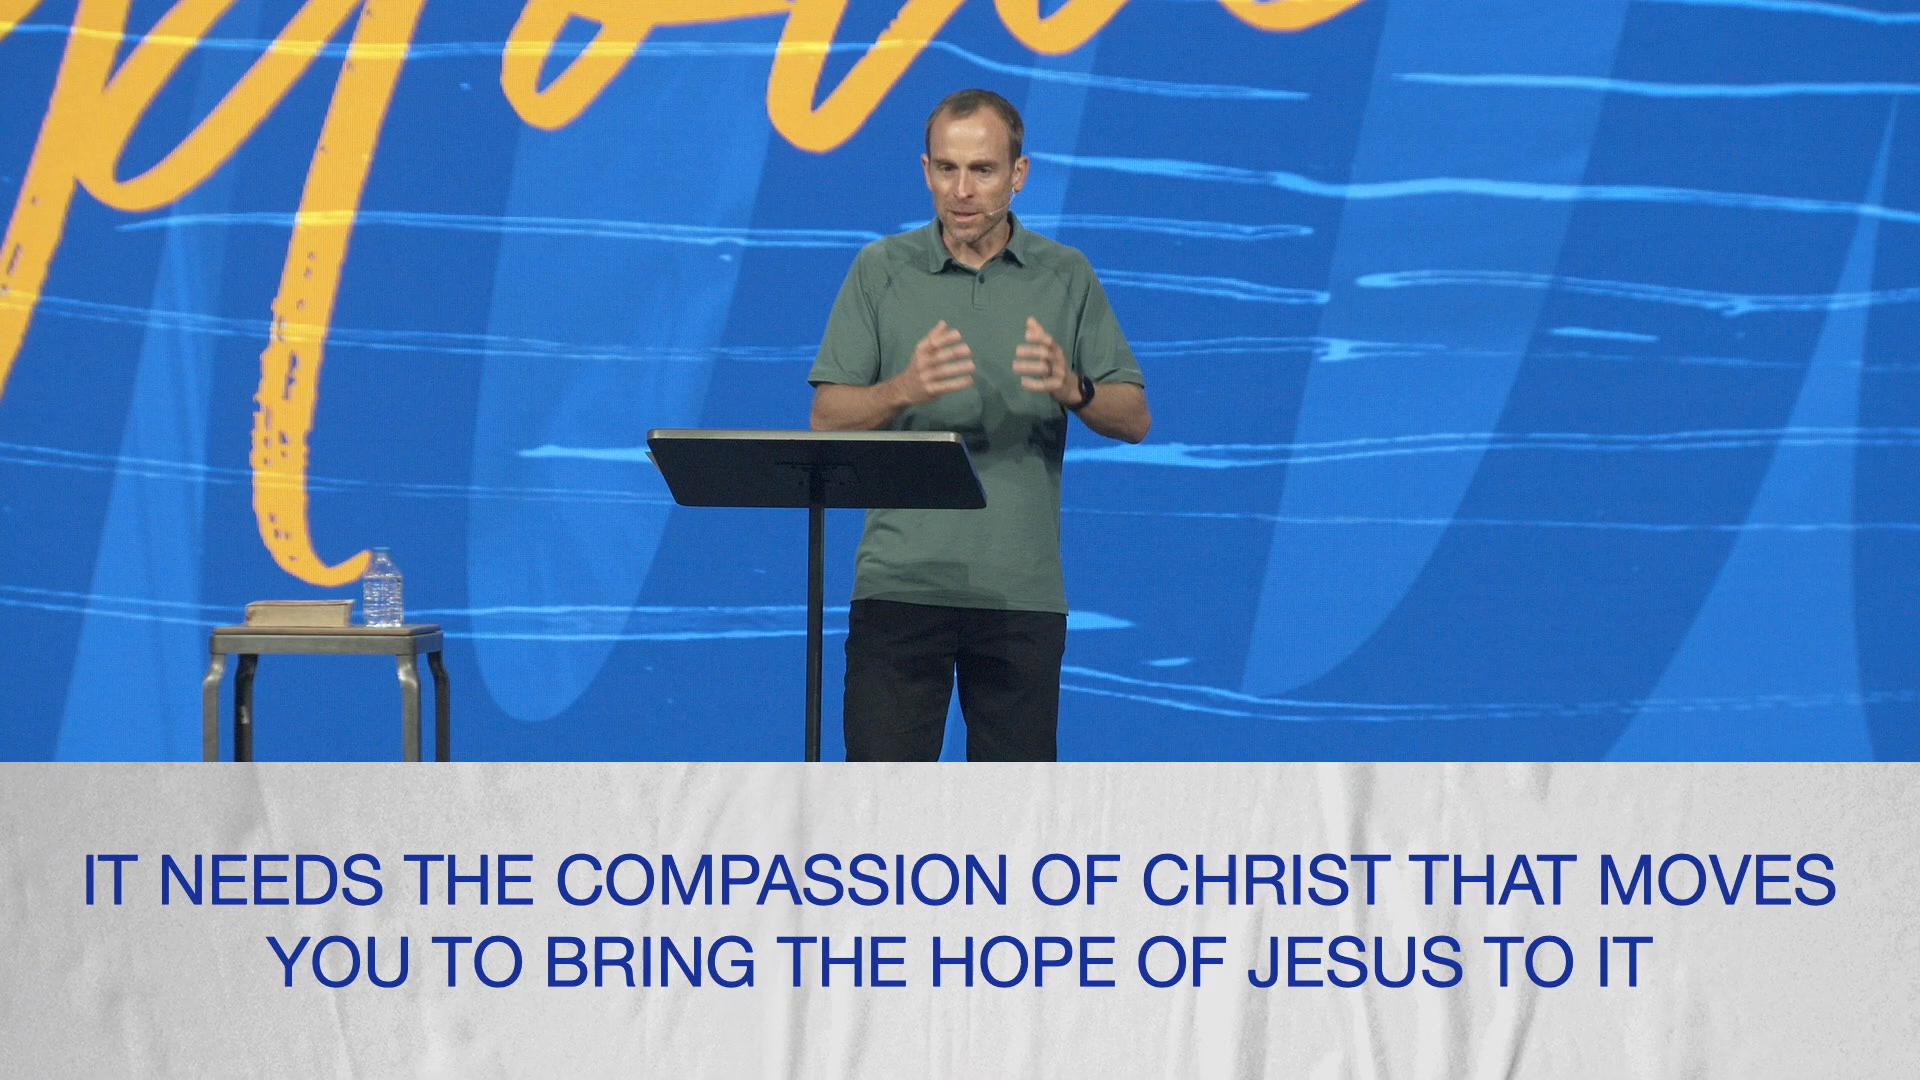 IT NEEDS THE COMPASSION OF CHRIST THAT MOVES
YOU TO BRING THE HOPE OF JESUS TO IT